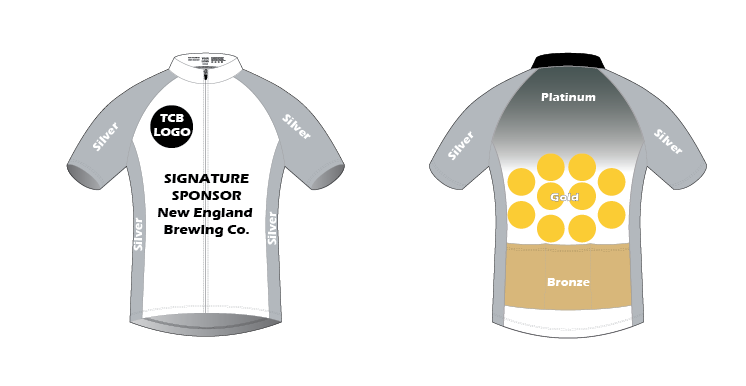 TCB
LOGO
Silver
Silver
SIGNATURE
SPONSOR
New England
Brewing Co.
Silver
Silver
Platinum
Silver
Silver
Gold
Bronze